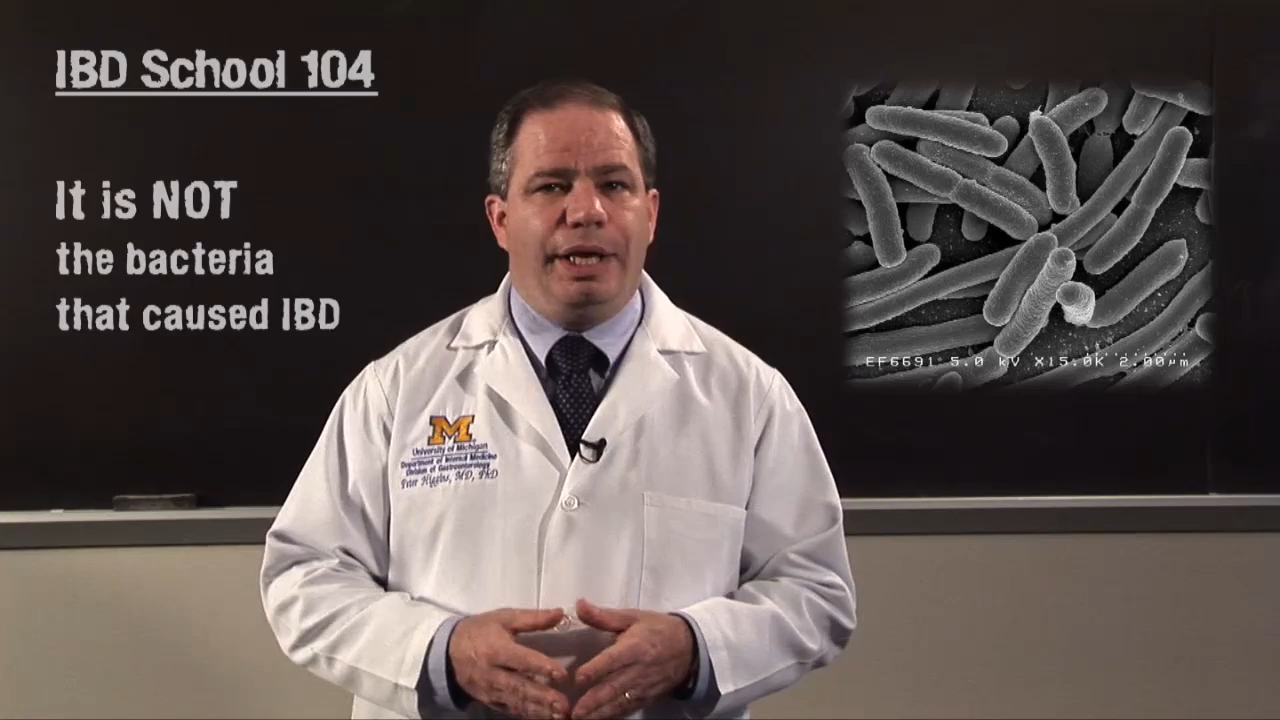 IBD School 104
It is NOT
the bacteria
that caused IBD
EF6691 5.0 kV X15.0K 2.00µm
M
University of Michigan
Department of Internal Medicine
Division of Gastroenterology
Peter Higgins, MD, PhD